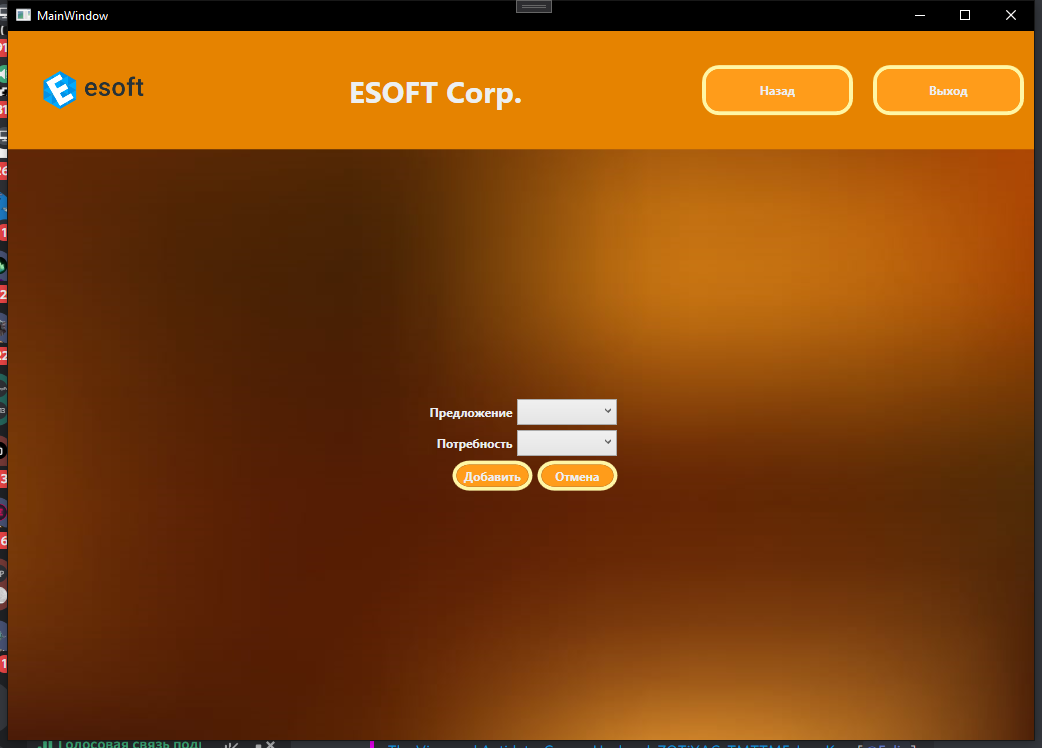 MainWindow
esoft
ESOFT Corp.
Назад
Выход
Предложение
Потребность
Добавить
Отмена
Голосовая связь под